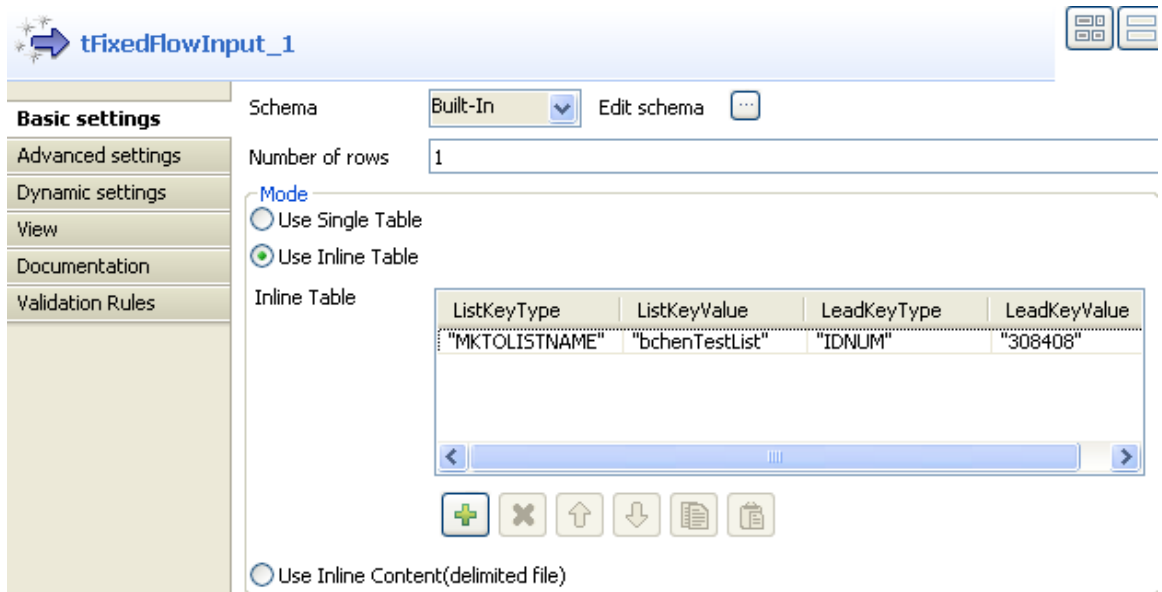 tFixedFlowInput_1
Basic settings
Advanced settings
Dynamic settings
View
Documentation
Validation Rules
Schema Built-In Edit schema ...
Number of rows 1
Mode
Use Single Table
Use Inline Table
Inline Table
ListKeyType ListKeyValue LeadKeyType LeadKeyValue
"MKTOLISTNAME" "bchenTestList" "IDNUM" "308408"
Use Inline Content(delimited file)